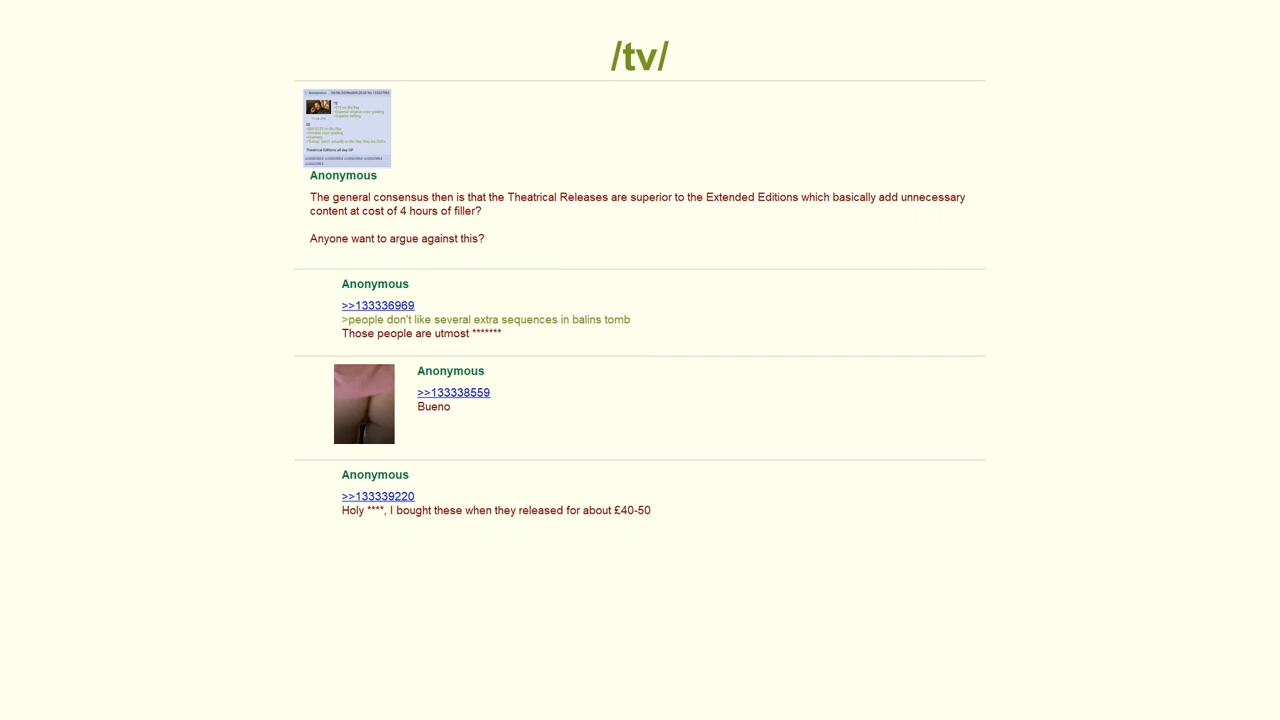 /tv/
Anonymous
The general consensus then is that the Theatrical Releases are superior to the Extended Editions which basically add unnecessary
content at cost of 4 hours of filler?
Anyone want to argue against this?
Anonymous
>>133336969
>people don't like several extra sequences in balins tomb
Those people are utmost *******
Anonymous
>>133338559
Bueno
Anonymous
>>133339220
Holy ****, I bought these when they released for about £40-50